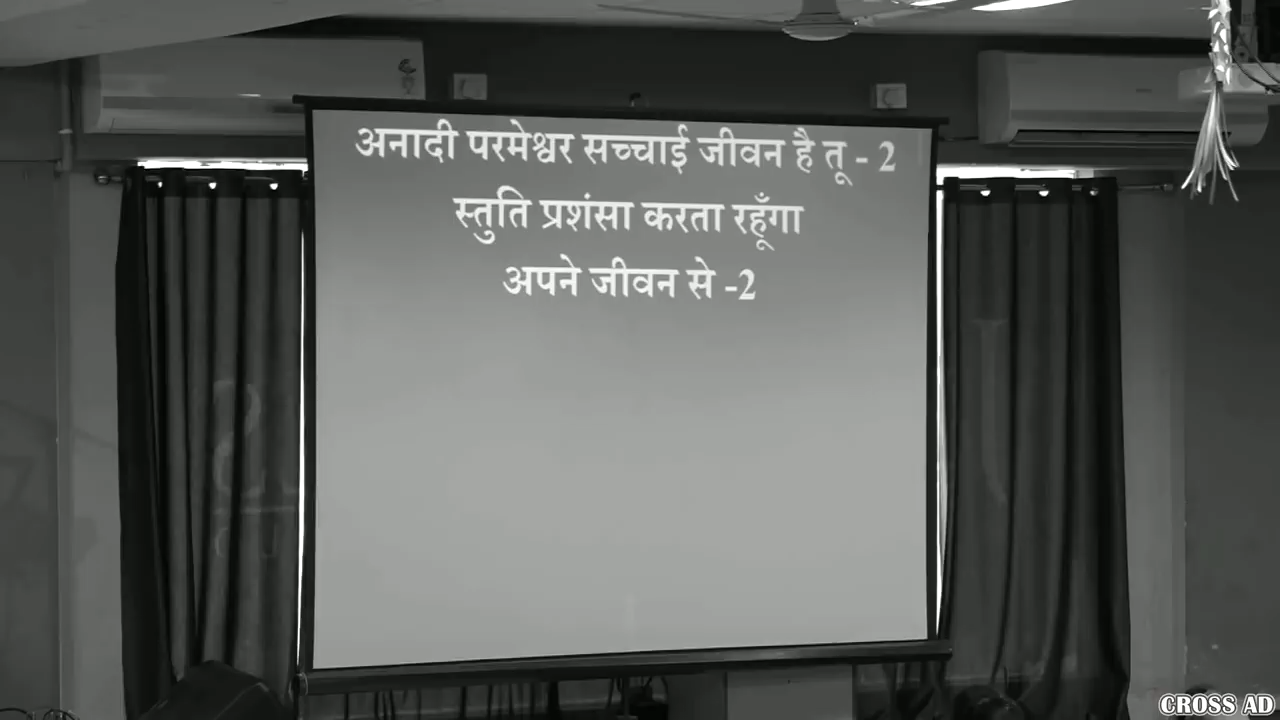 अनादी परमेश्वर सच्चाई जीवन है तू - 2
स्तुति प्रशंसा करता रहूँगा
अपने जीवन से -2
CROSS AD